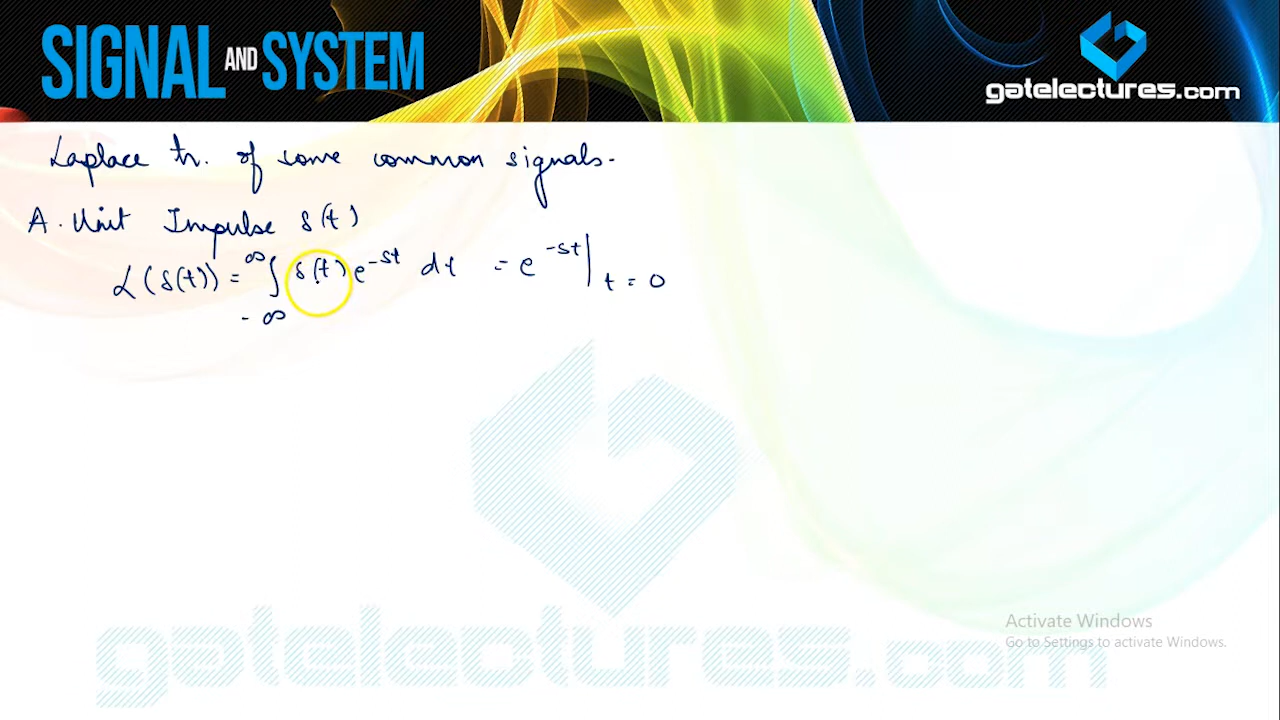 SIGNAL AND SYSTEM
gatelectures.com
Laplace tr. of some common signals.
A. Unit Impulse δ(t)
L(δ(t)) = ∫_{-∞}^{∞} δ(t) e^{-st} dt = e^{-st}|_{t=0}
gatelectures.com
Activate Windows
Go to Settings to activate Windows.